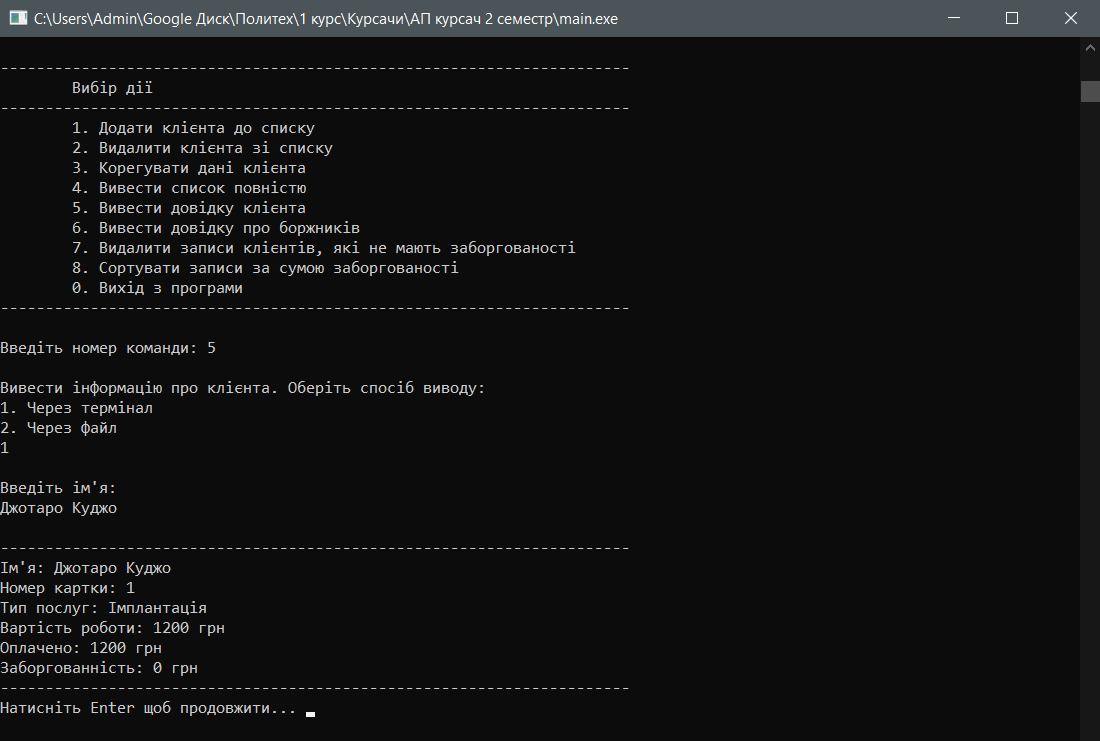 C:\Users\Admin\Google Диск\Политех\1 курс\Курсачи\АП курсач 2 семестр\main.exe
----------------------------------------------------------------------
Вибір дії
----------------------------------------------------------------------
1. Додати клієнта до списку
2. Видалити клієнта зі списку
3. Корегувати дані клієнта
4. Вивести список повністю
5. Вивести довідку клієнта
6. Вивести довідку про боржників
7. Видалити записи клієнтів, які не мають заборгованості
8. Сортувати записи за сумою заборгованості
0. Вихід з програми
----------------------------------------------------------------------
Введіть номер команди: 5
Вивести інформацію про клієнта. Оберіть спосіб виводу:
1. Через термінал
2. Через файл
1
Введіть ім'я:
Джотаро Куджо
----------------------------------------------------------------------
Ім'я: Джотаро Куджо
Номер картки: 1
Тип послуг: Імплантація
Вартість роботи: 1200 грн
Оплачено: 1200 грн
Заборгованність: 0 грн
----------------------------------------------------------------------
Натисніть Enter щоб продовжити...